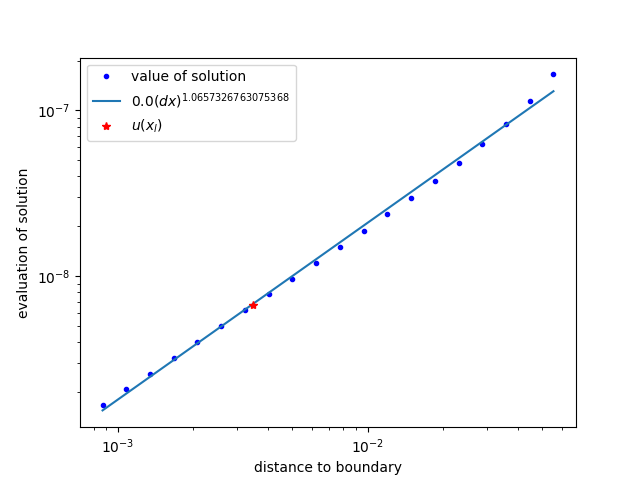 value of solution
0.0(dx)^1.0657326763075368
u(x_l)
10^−7
10^−8
evaluation of solution
10^−3
10^−2
distance to boundary